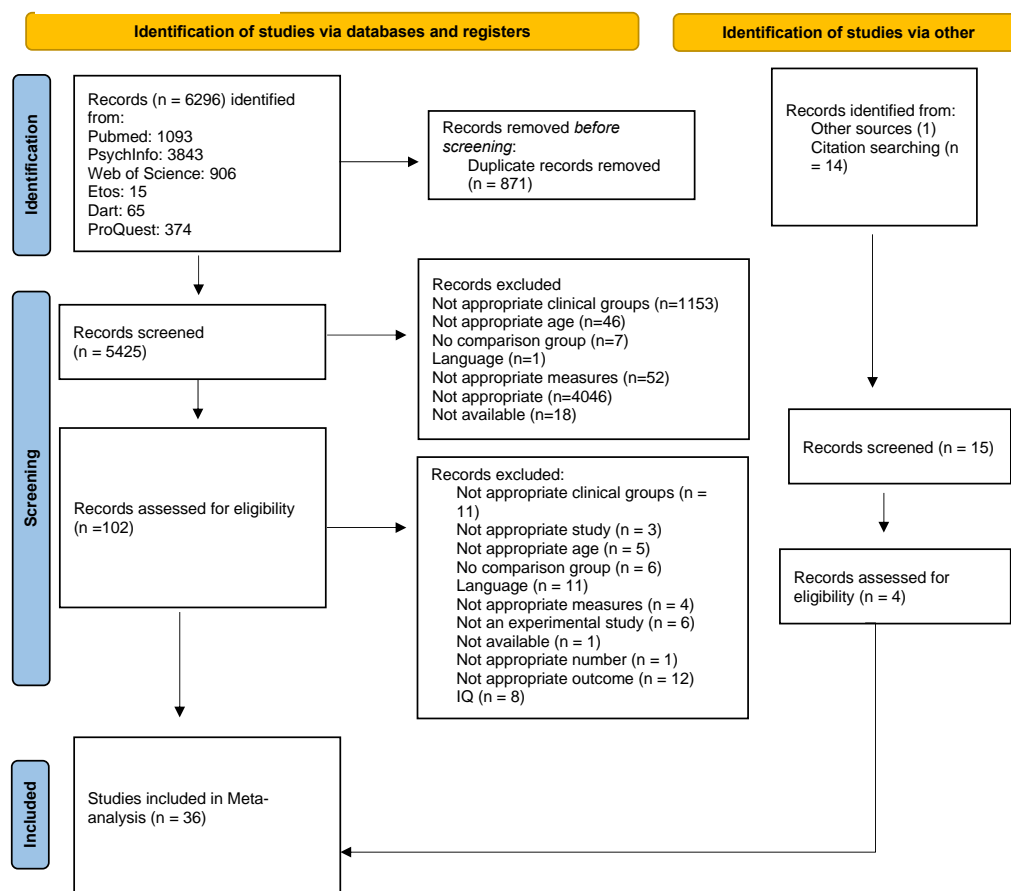 Identification of studies via databases and registers
Identification of studies via other
Identification
Records (n = 6296) identified
from:
Pubmed: 1093
PsychInfo: 3843
Web of Science: 906
Etos: 15
Dart: 65
ProQuest: 374
Records removed before
screening:
Duplicate records removed
(n = 871)
Records identified from:
Other sources (1)
Citation searching (n
= 14)
Screening
Records screened
(n = 5425)
Records excluded
Not appropriate clinical groups (n=1153)
Not appropriate age (n=46)
No comparison group (n=7)
Language (n=1)
Not appropriate measures (n=52)
Not appropriate (n=4046)
Not available (n=18)
Records screened (n = 15)
Records assessed for eligibility
(n =102)
Records excluded:
Not appropriate clinical groups (n =
11)
Not appropriate study (n = 3)
Not appropriate age (n = 5)
No comparison group (n = 6)
Language (n = 11)
Not appropriate measures (n = 4)
Not an experimental study (n = 6)
Not available (n = 1)
Not appropriate number (n = 1)
Not appropriate outcome (n = 12)
IQ (n = 8)
Records assessed for
eligibility (n = 4)
Included
Studies included in Meta-
analysis (n = 36)